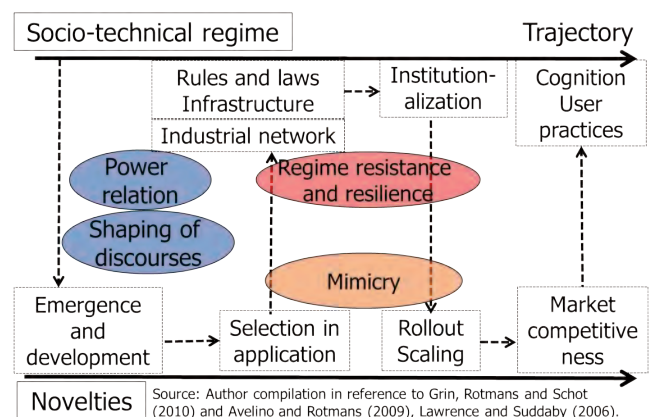 Socio-technical regime
Trajectory
Rules and laws
Infrastructure
Industrial network
Institution-
alization
Cognition
User
practices
Power
relation
Shaping of
discourses
Regime resistance
and resilience
Mimicry
Emergence
and
development
Selection in
application
Rollout
Scaling
Market
competitive
ness
Novelties
Source: Author compilation in reference to Grin, Rotmans and Schot
(2010) and Avelino and Rotmans (2009), Lawrence and Suddaby (2006).